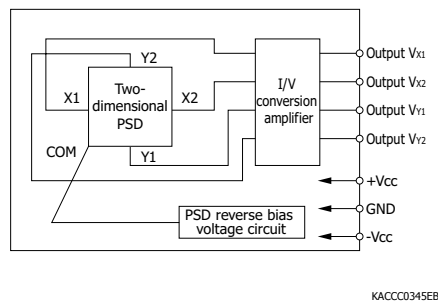 Y2
Two-
dimensional
PSD
X1
X2
COM
Y1
I/V
conversion
amplifier
Output VX1
Output VX2
Output VY1
Output VY2
+Vcc
GND
-Vcc
PSD reverse bias
voltage circuit
KACCC0345EB